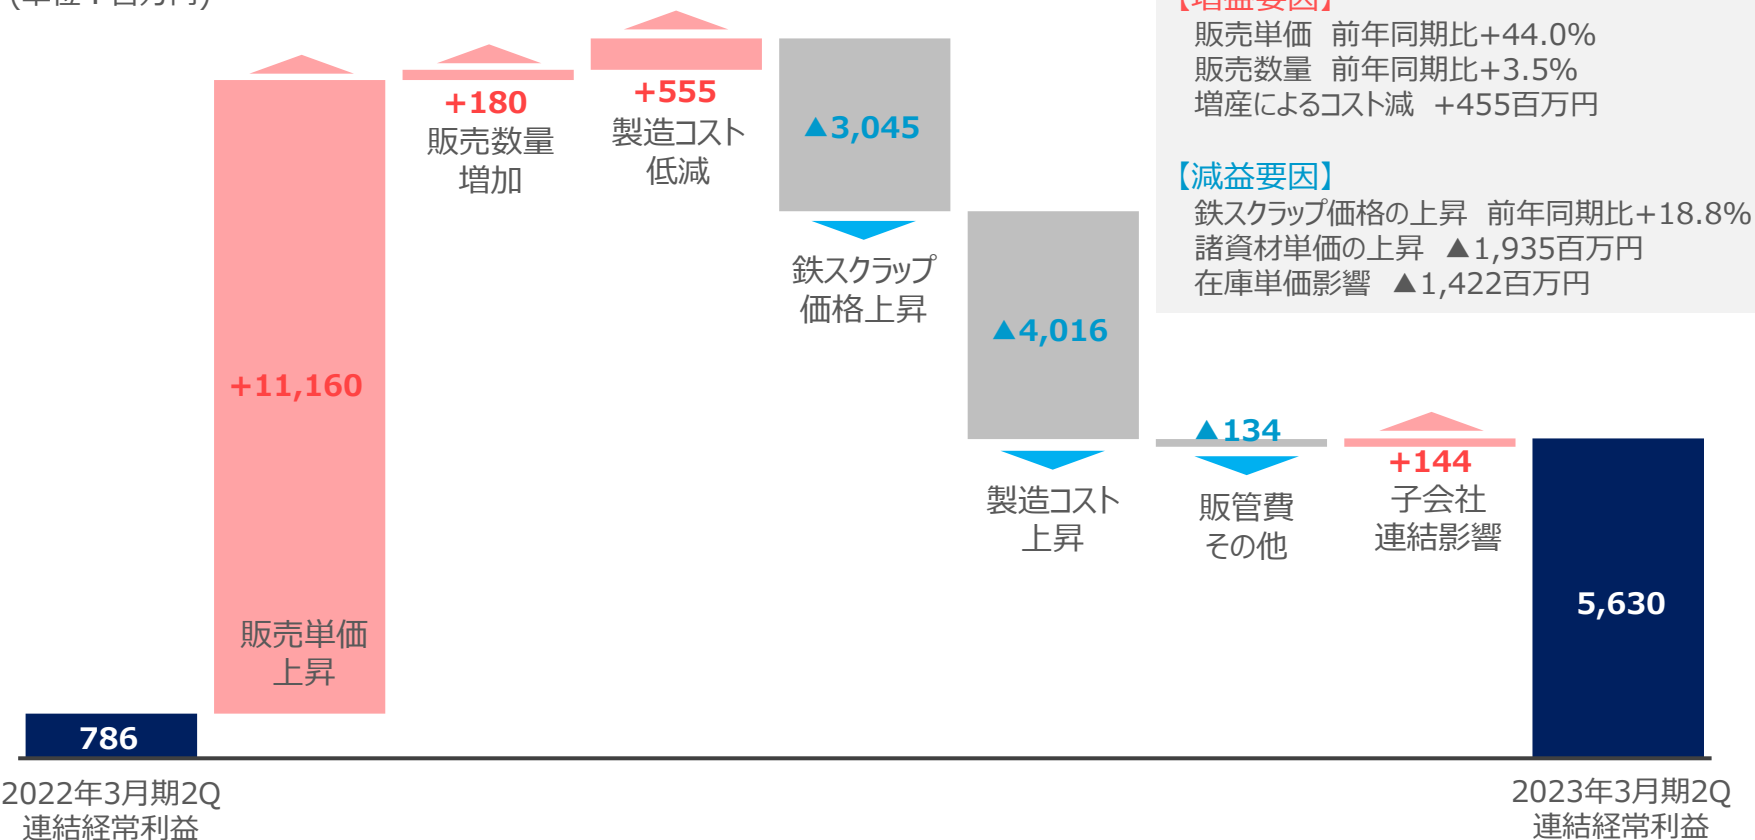 (単位：百万円)
【増益要因】
販売単価 前年同期比+44.0%
販売数量 前年同期比+3.5%
増産によるコスト減 +455百万円
【減益要因】
鉄スクラップ価格の上昇 前年同期比+18.8%
諸資材単価の上昇 ▲1,935百万円
在庫単価影響 ▲1,422百万円
786
2022年3月期2Q
連結経常利益
+11,160
販売単価
上昇
+180
販売数量
増加
+555
製造コスト
低減
▲3,045
鉄スクラップ
価格上昇
▲4,016
製造コスト
上昇
▲134
販管費
その他
+144
子会社
連結影響
5,630
2023年3月期2Q
連結経常利益